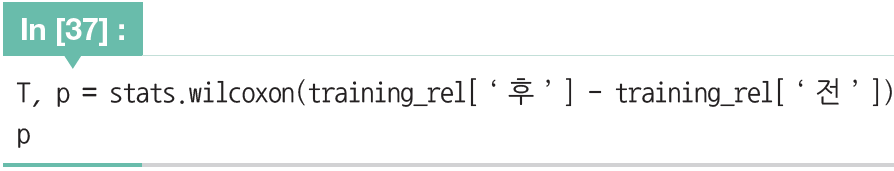 In [37] :
T, p = stats.wilcoxon(training_rel[‘후’] - training_rel[‘전’])
p